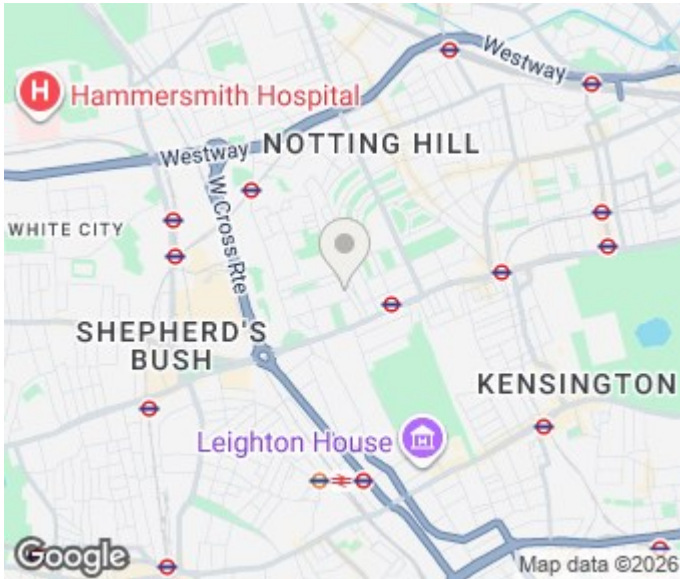 Westway
H
Hammersmith Hospital
NOTTING HILL
Westway
W Cross Rte
WHITE CITY
SHEPHERD'S
BUSH
KENSINGTON
Leighton House
Google
Map data ©2026